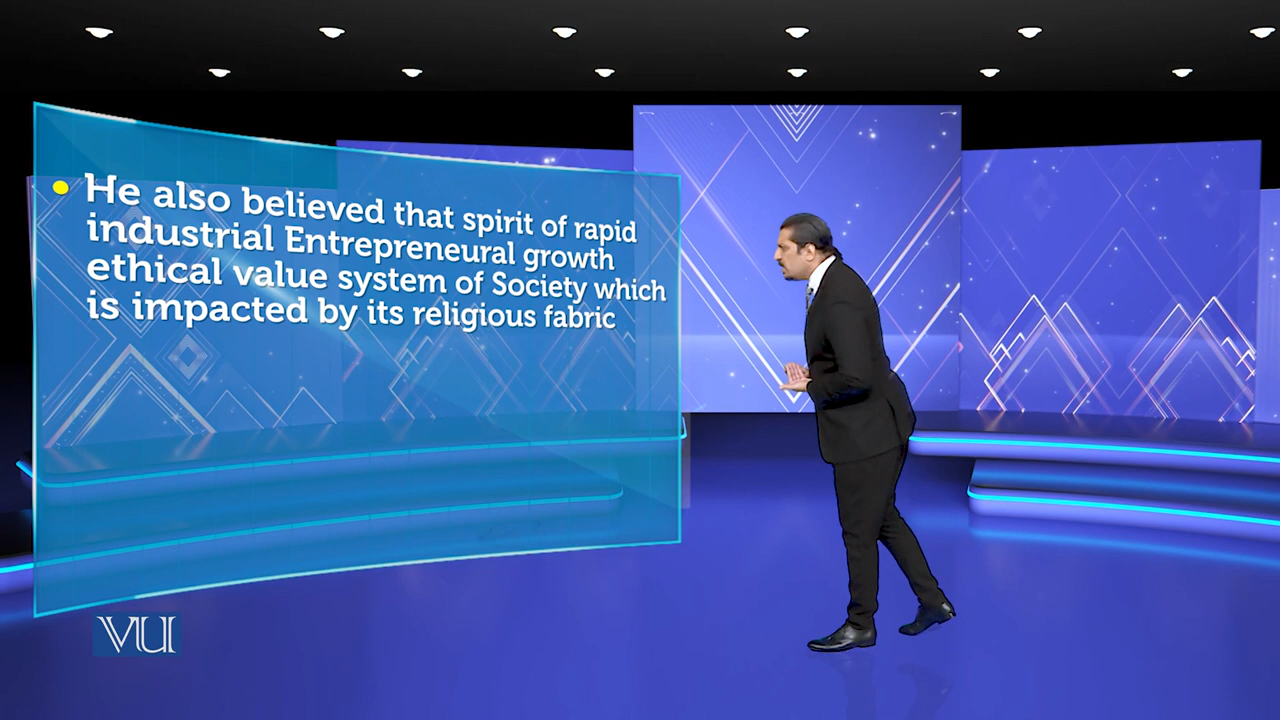 He also believed that spirit of rapid
industrial Entrepreneural growth
ethical value system of Society which
is impacted by its religious fabric
VU